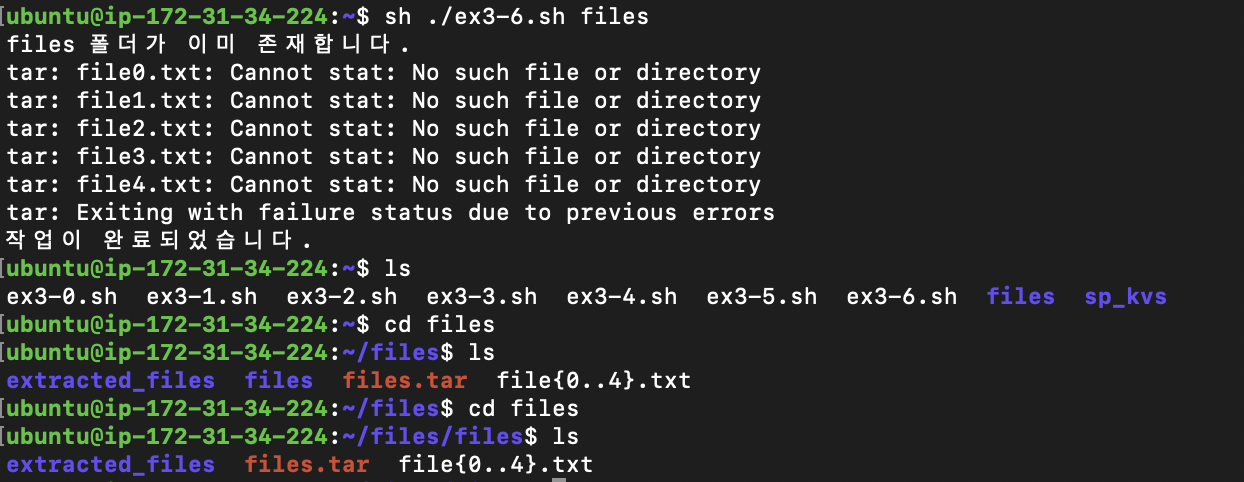 [ubuntu@ip-172-31-34-224:~$ sh ./ex3-6.sh files
files 폴더가 이미 존재합니다.
tar: file0.txt: Cannot stat: No such file or directory
tar: file1.txt: Cannot stat: No such file or directory
tar: file2.txt: Cannot stat: No such file or directory
tar: file3.txt: Cannot stat: No such file or directory
tar: file4.txt: Cannot stat: No such file or directory
tar: Exiting with failure status due to previous errors
작업이 완료되었습니다.
[ubuntu@ip-172-31-34-224:~$ ls
ex3-0.sh  ex3-1.sh  ex3-2.sh  ex3-3.sh  ex3-4.sh  ex3-5.sh  ex3-6.sh  files  sp_kvs
[ubuntu@ip-172-31-34-224:~$ cd files
[ubuntu@ip-172-31-34-224:~/files$ ls
extracted_files  files  files.tar  file{0..4}.txt
[ubuntu@ip-172-31-34-224:~/files$ cd files
[ubuntu@ip-172-31-34-224:~/files/files$ ls
extracted_files  files.tar  file{0..4}.txt